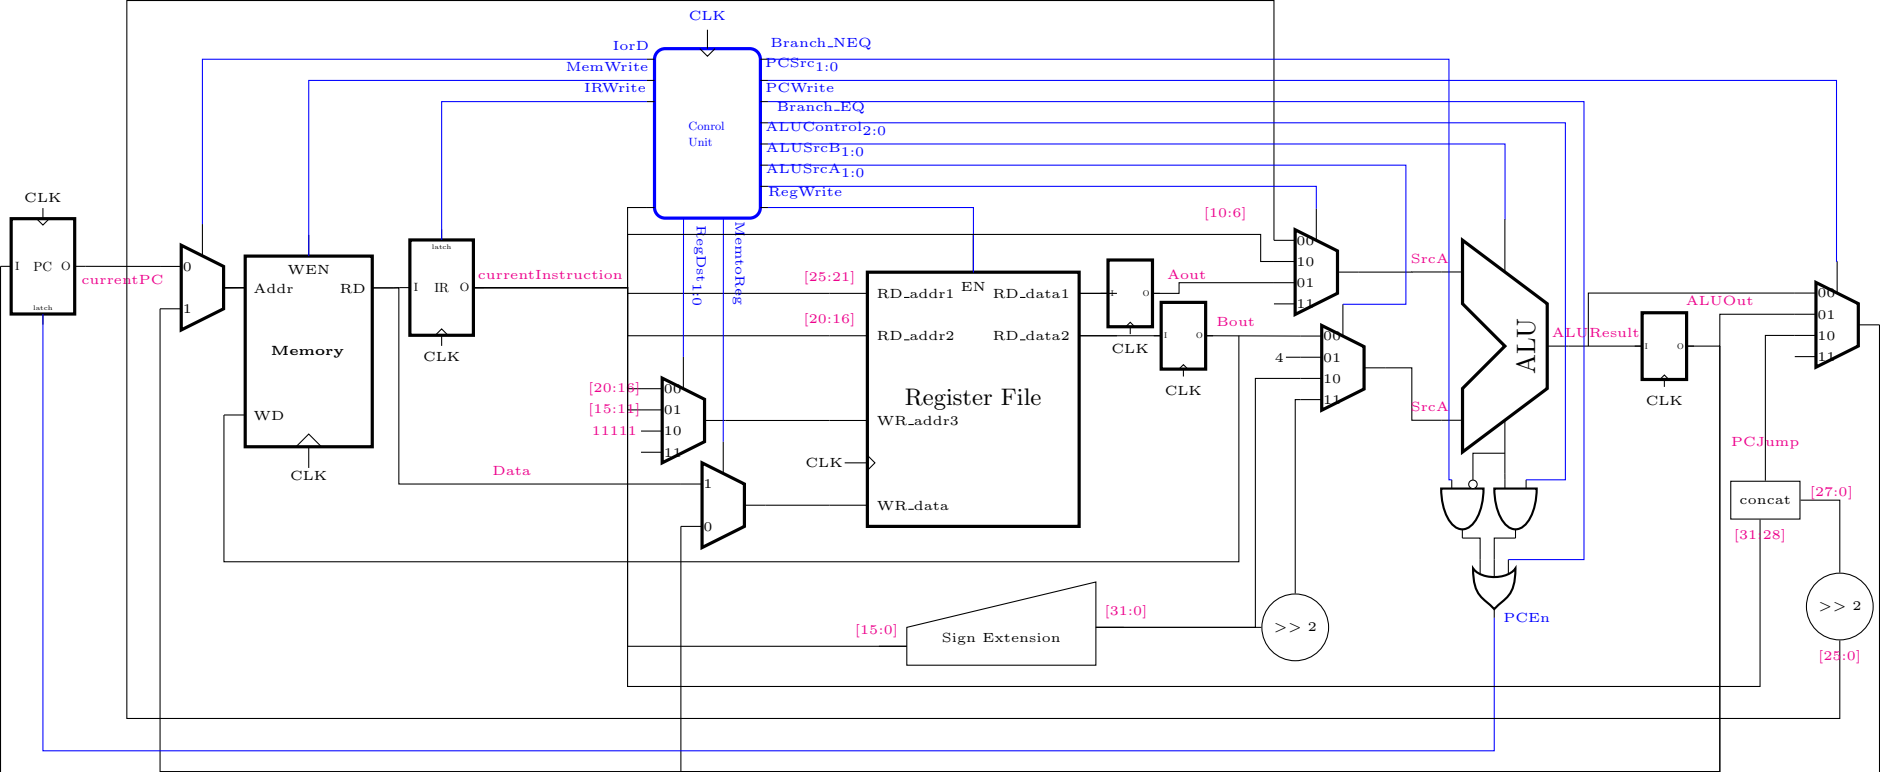 CLK
IorD
MemWrite
IRWrite
Branch_NEQ
PCSrc1:0
PCWrite
Branch_EQ
ALUControl2:0
ALUSrcB1:0
ALUSrcA1:0
RegWrite
Conrol
Unit
RegDst1:0
MemtoReg
CLK
I PC O
latch
currentPC
0
1
WEN
Addr RD
Memory
WD
CLK
latch
I IR O
CLK
currentInstruction
Data
[20:16]
[15:11]
11111
00
01
10
11
1
0
[25:21]
[20:16]
EN
RD_addr1 RD_data1
RD_addr2 RD_data2
Register File
WR_addr3
CLK
WR_data
I O
CLK
Aout
I O
CLK
Bout
[10:6]
00
10
01
11
4
00
01
10
11
SrcA
SrcA
ALU
ALUResult
I O
CLK
ALUOut
00
01
10
11
PCJump
concat
[27:0]
[31:28]
>> 2
[25:0]
[15:0]
Sign Extension
[31:0]
>> 2
PCEn